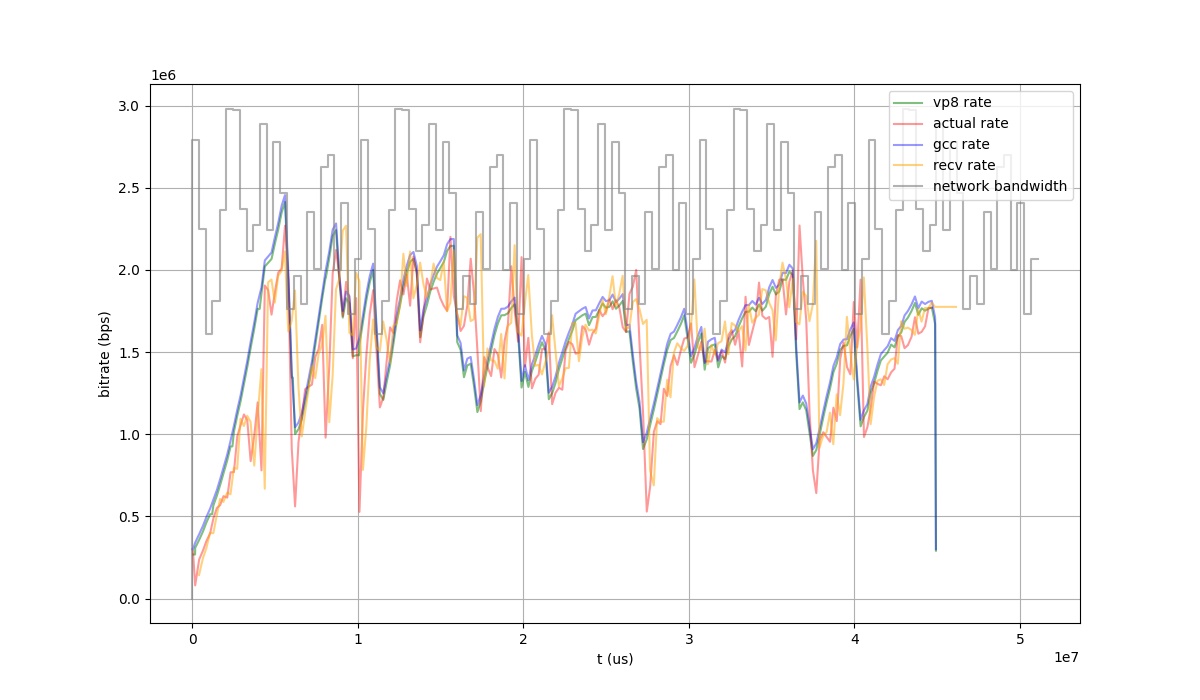 1e6
3.0
2.5
2.0
1.5
1.0
0.5
0.0
bitrate (bps)
vp8 rate
actual rate
gcc rate
recv rate
network bandwidth
0
1
2
3
4
5
t (us)
1e7